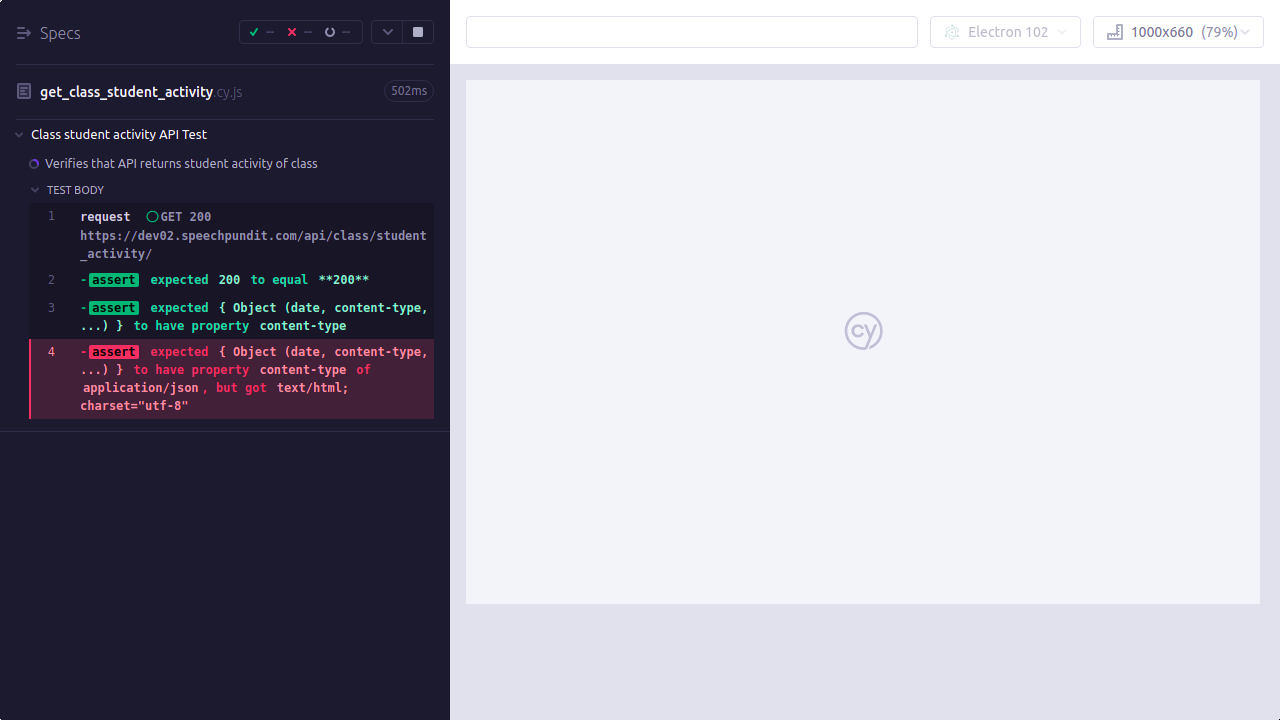 Specs
-- -- --
Electron 102
1000x660 (79%)
get_class_student_activity.cy.js
502ms
Class student activity API Test
Verifies that API returns student activity of class
TEST BODY
1 request GET 200
https://dev02.speechpundit.com/api/class/student
_activity/
2 -assert expected 200 to equal **200**
3 -assert expected { Object (date, content-type,
...) } to have property content-type
4 -assert expected { Object (date, content-type,
...) } to have property content-type of
application/json, but got text/html;
charset="utf-8"
cy